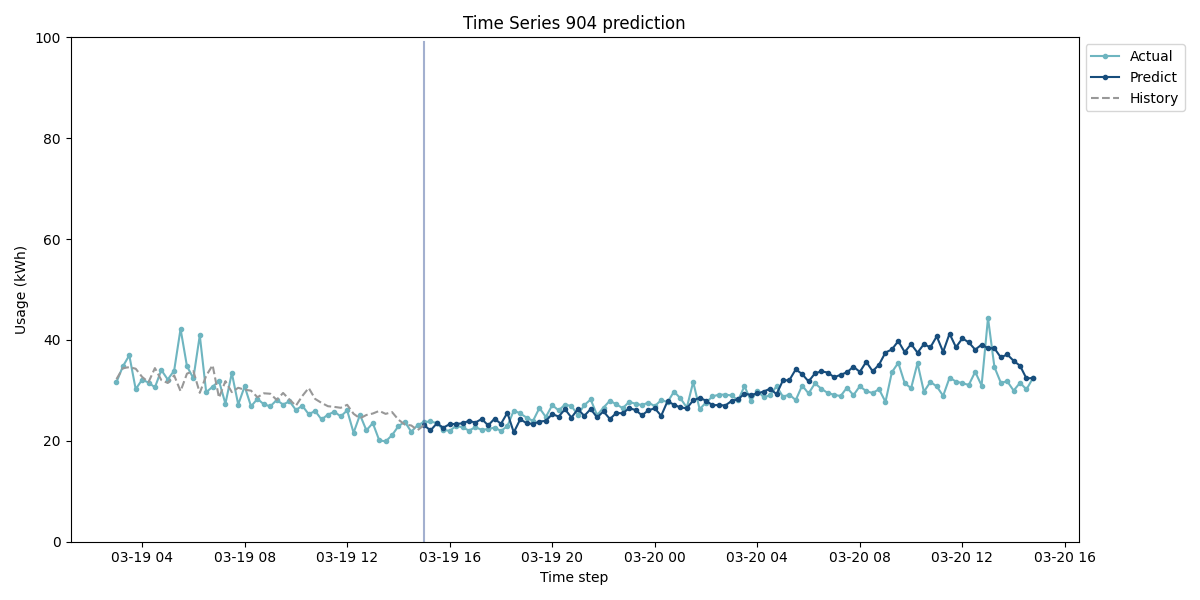 Time Series 904 prediction
100
80
60
40
20
0
Usage (kWh)
03-19 04
03-19 08
03-19 12
03-19 16
03-19 20
03-20 00
03-20 04
03-20 08
03-20 12
03-20 16
Time step
Actual
Predict
History